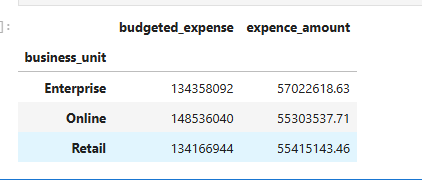 ]:
budgeted_expense expence_amount
business_unit
Enterprise 134358092 57022618.63
Online 148536040 55303537.71
Retail 134166944 55415143.46